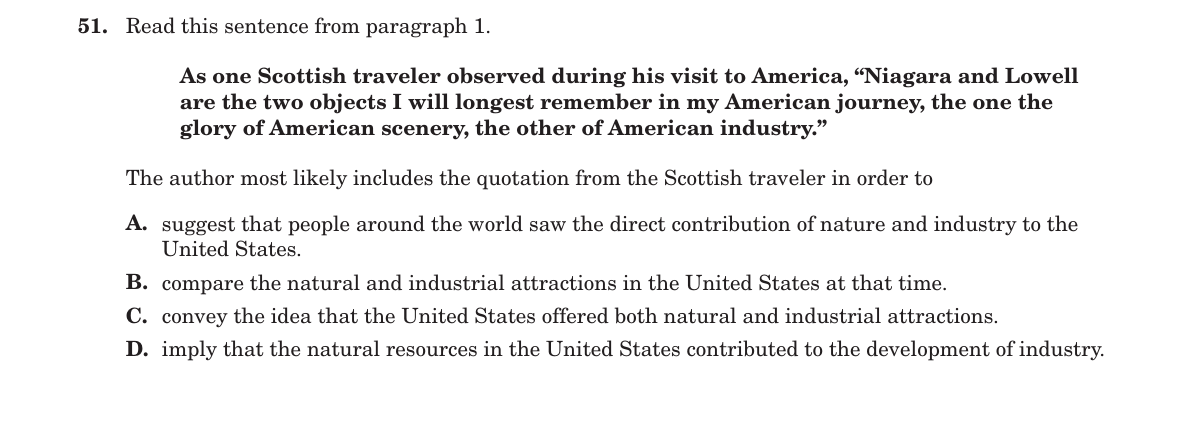 51. Read this sentence from paragraph 1.
As one Scottish traveler observed during his visit to America, “Niagara and Lowell
are the two objects I will longest remember in my American journey, the one the
glory of American scenery, the other of American industry.”
The author most likely includes the quotation from the Scottish traveler in order to
A. suggest that people around the world saw the direct contribution of nature and industry to the
United States.
B. compare the natural and industrial attractions in the United States at that time.
C. convey the idea that the United States offered both natural and industrial attractions.
D. imply that the natural resources in the United States contributed to the development of industry.